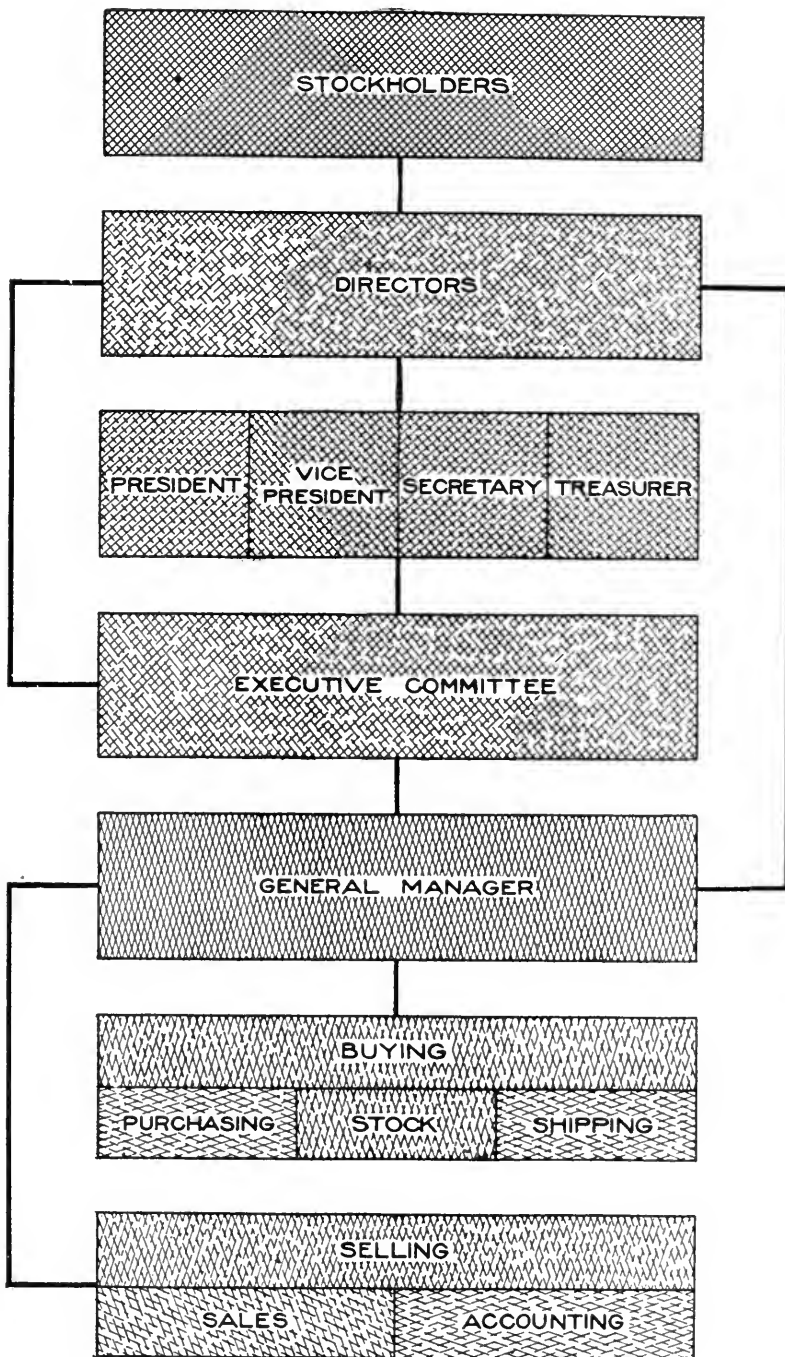 STOCKHOLDERS
DIRECTORS
PRESIDENT
VICE
PRESIDENT
SECRETARY
TREASURER
EXECUTIVE COMMITTEE
GENERAL MANAGER
BUYING
PURCHASING
STOCK
SHIPPING
SELLING
SALES
ACCOUNTING